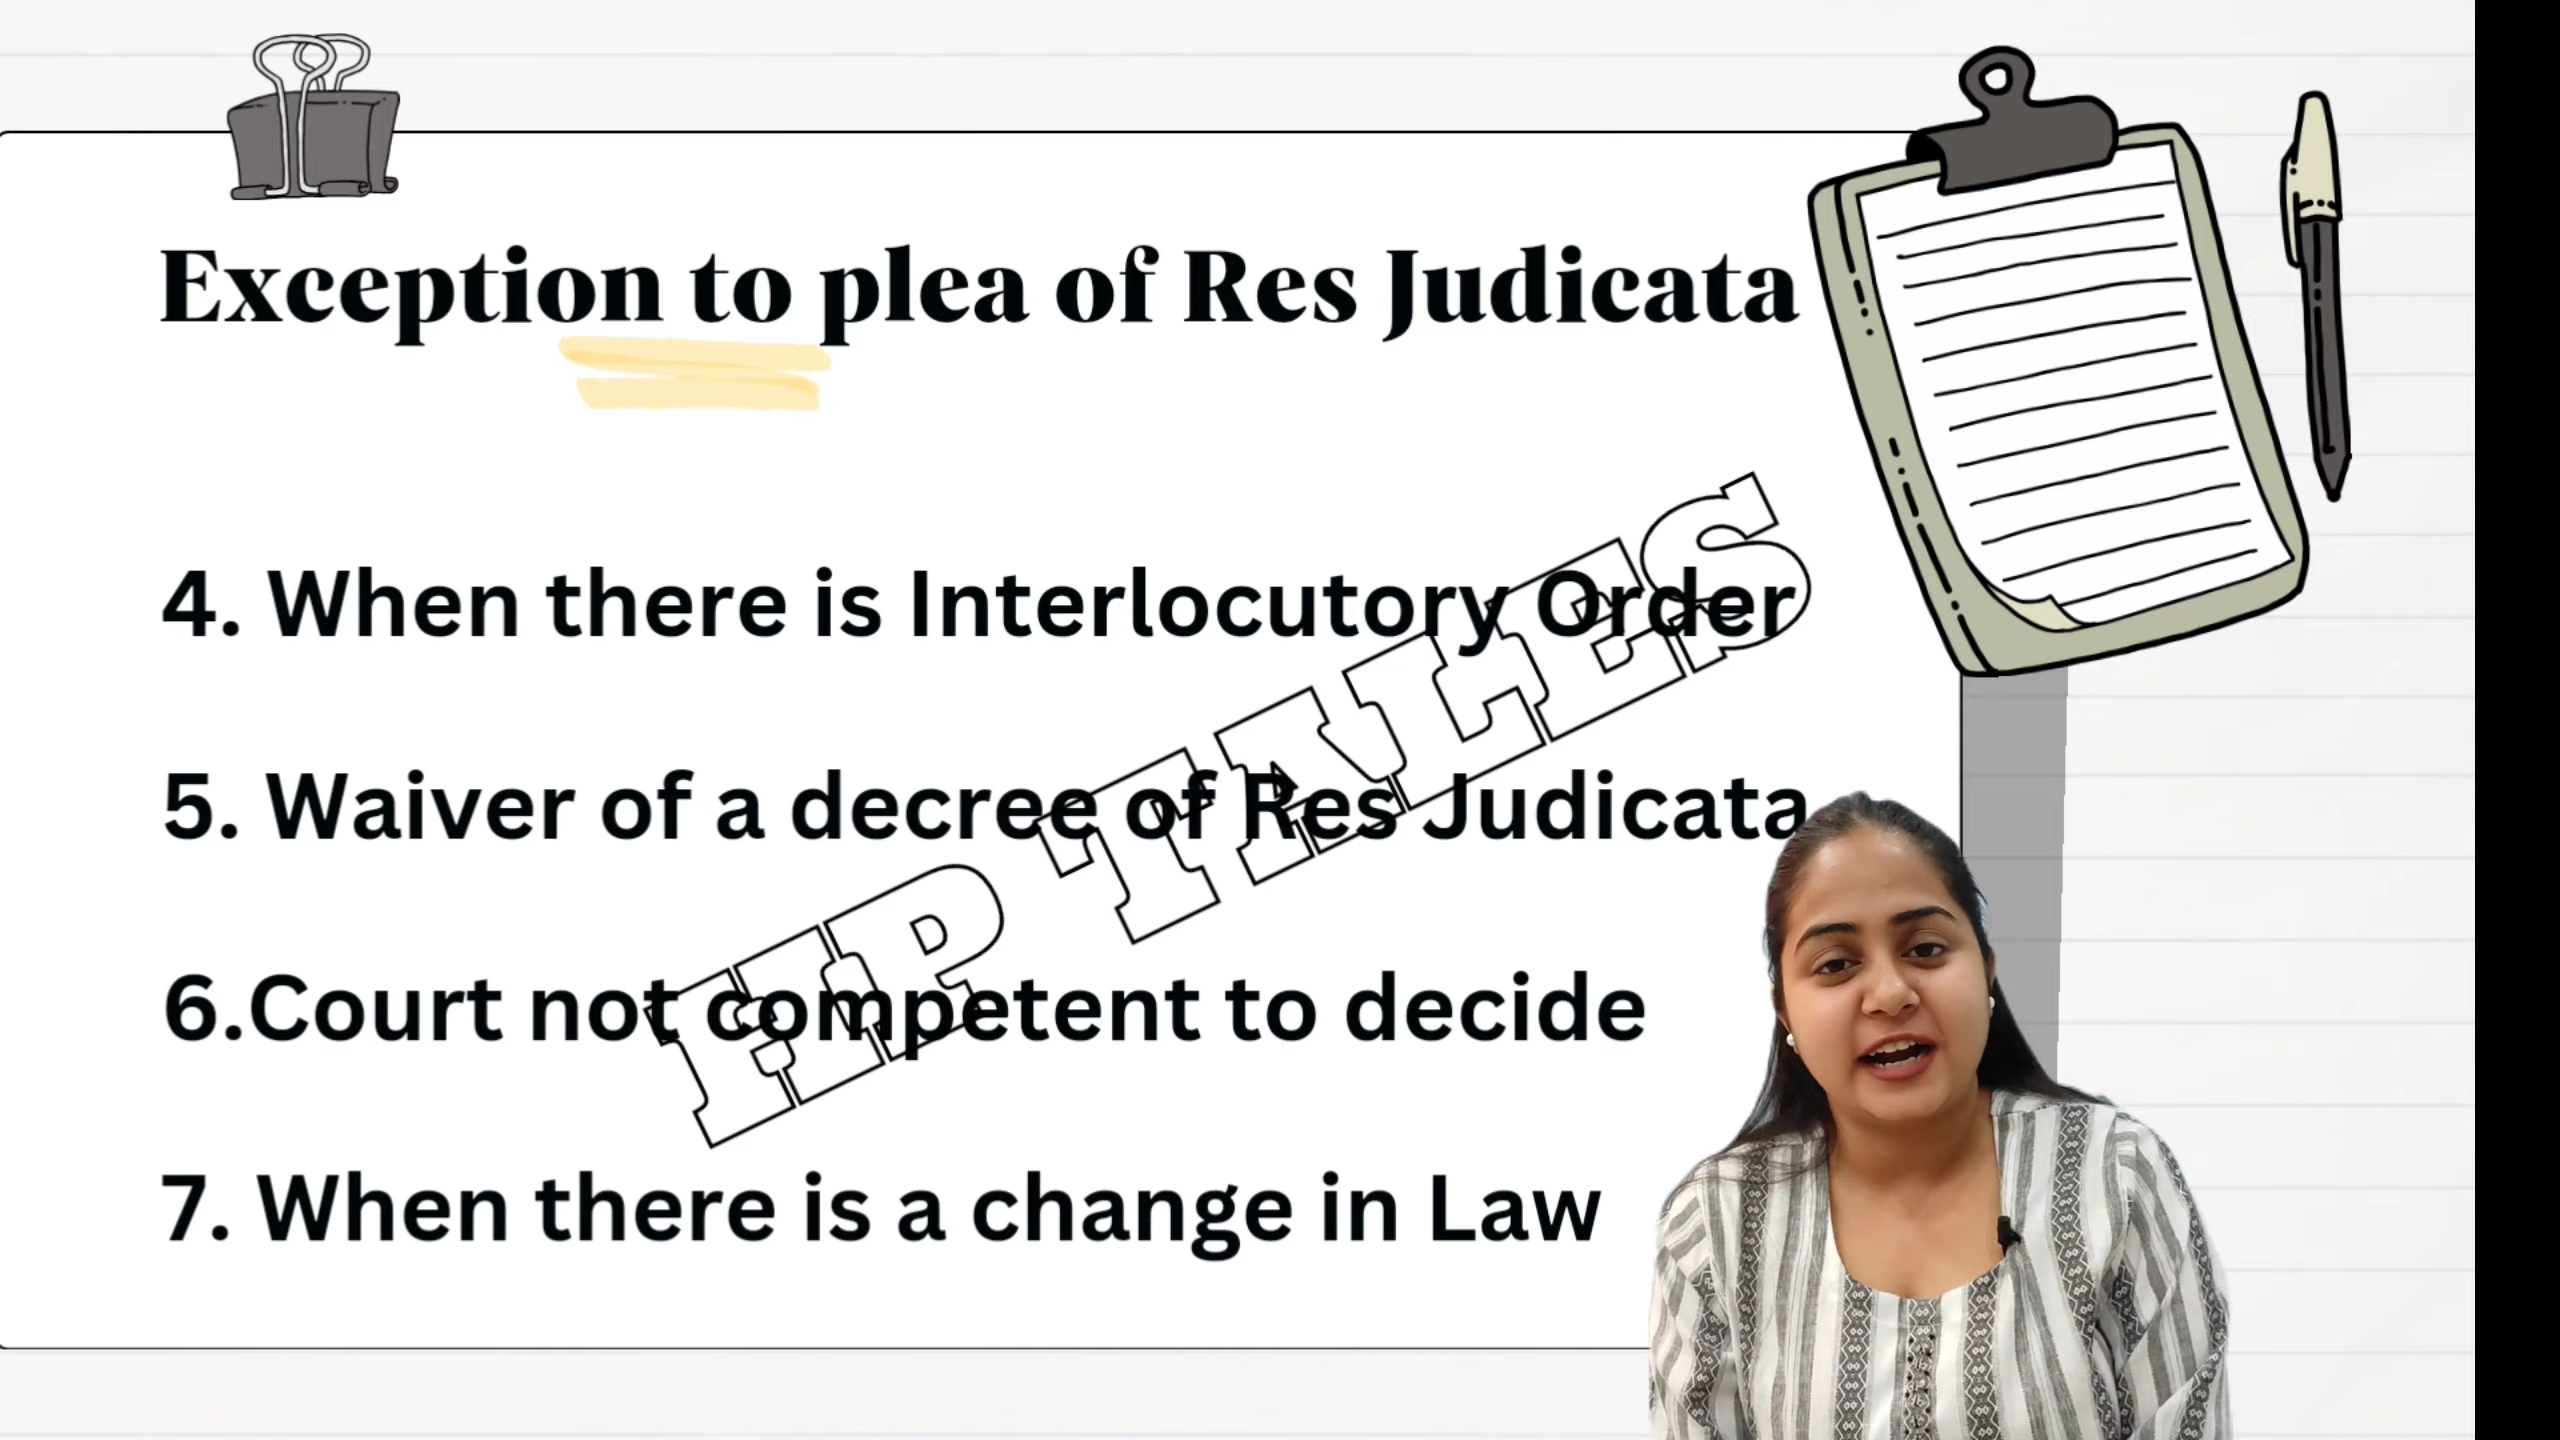 Exception to plea of Res Judicata
4. When there is Interlocutory Order
5. Waiver of a decree of Res Judicata
6.Court not competent to decide
7. When there is a change in Law
HP TALES